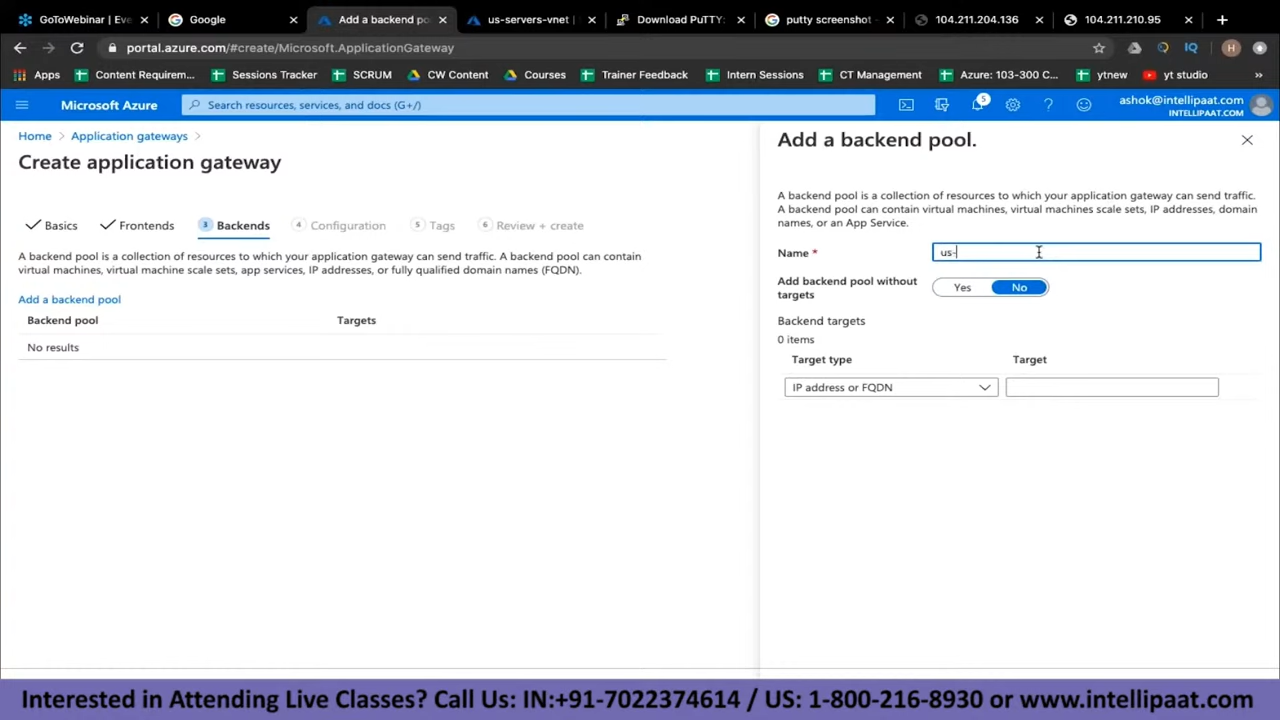 GoToWebinar | Eve
Google
Add a backend po
us-servers-vnet
Download PuTTY:
putty screenshot -
104.211.204.136
104.211.210.95
portal.azure.com/#create/Microsoft.ApplicationGateway
IQ
H
Apps
Content Requirem...
Sessions Tracker
SCRUM
CW Content
Courses
Trainer Feedback
Intern Sessions
CT Management
Azure: 103-300 C...
ytnew
yt studio
»
Microsoft Azure
Search resources, services, and docs (G+/)
5
ashok@intellipaat.com
INTELLIPAAT.COM
Home > Application gateways >
Create application gateway
Basics
Frontends
3 Backends
4 Configuration
5 Tags
6 Review + create
A backend pool is a collection of resources to which your application gateway can send traffic. A backend pool can contain
virtual machines, virtual machine scale sets, app services, IP addresses, or fully qualified domain names (FQDN).
Add a backend pool
Backend pool Targets
No results
Add a backend pool.
A backend pool is a collection of resources to which your application gateway can send traffic.
A backend pool can contain virtual machines, virtual machines scale sets, IP addresses, domain
names, or an App Service.
Name * us-
Add backend pool without
targets
Yes No
Backend targets
0 items
Target type Target
IP address or FQDN
Interested in Attending Live Classes? Call Us: IN:+91-7022374614 / US: 1-800-216-8930 or www.intellipaat.com